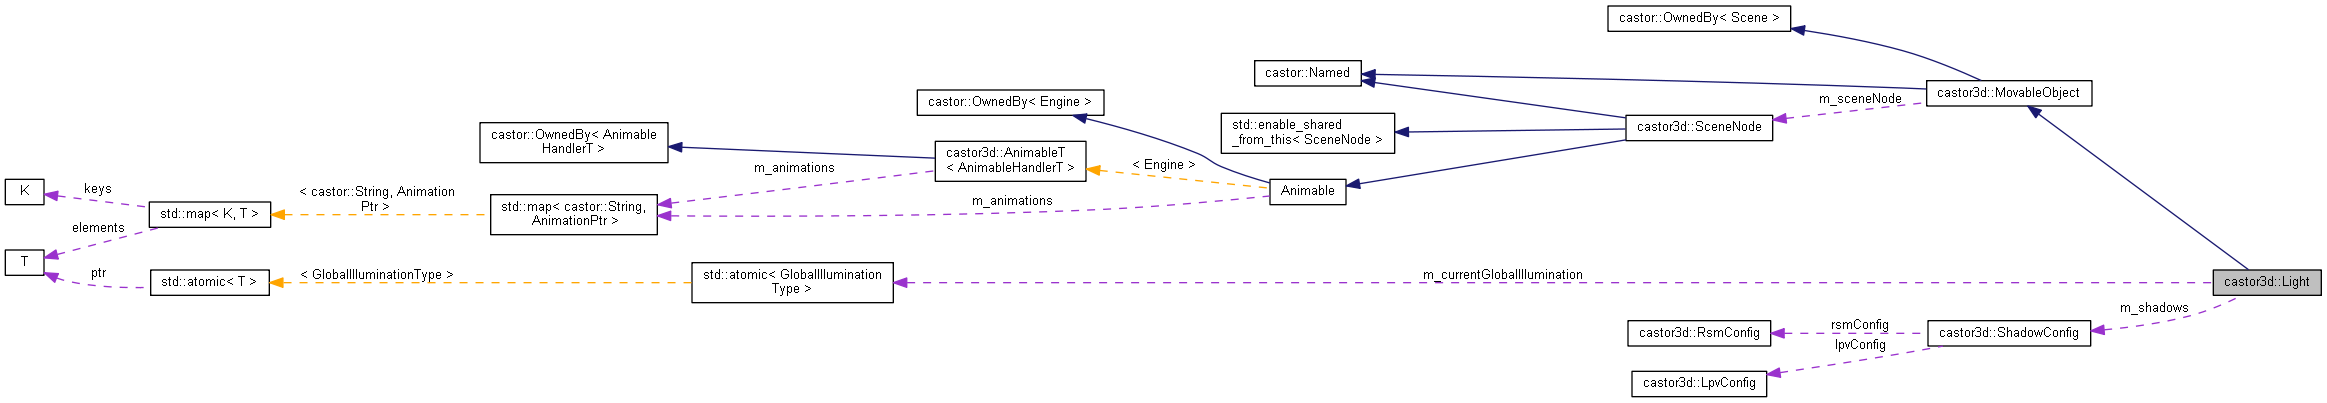 castor::OwnedBy< Scene >
castor::Named
castor3d::MovableObject
m_sceneNode
castor::OwnedBy< Engine >
std::enable_shared
_from_this< SceneNode >
castor3d::SceneNode
castor::OwnedBy< Animable
HandlerT >
castor3d::AnimableT
< AnimableHandlerT >
< Engine >
m_animations
Animable
K
keys
< castor::String, Animation
Ptr >
std::map< castor::String,
AnimationPtr >
m_animations
std::map< K, T >
elements
T
ptr
std::atomic< T >
< GlobalIlluminationType >
std::atomic< GlobalIllumination
Type >
m_currentGlobalIllumination
castor3d::Light
m_shadows
castor3d::RsmConfig
rsmConfig
castor3d::ShadowConfig
lpvConfig
castor3d::LpvConfig